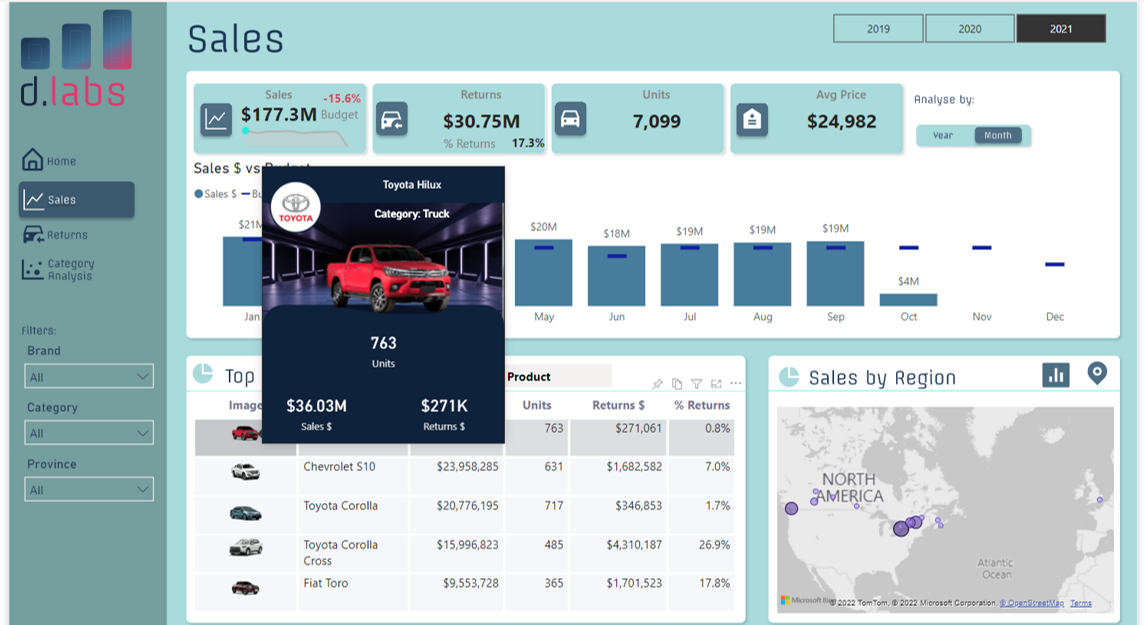 d.labs
Home
Sales
Returns
Category
Analysis
Filters:
Brand
All
Category
All
Province
All
Sales
2019
2020
2021
Sales
-15.6%
$177.3M
Budget
Returns
$30.75M
% Returns
17.3%
Units
7,099
Avg Price
$24,982
Analyse by:
Year
Month
Sales $ vs
Sales $
$20M
$18M
$19M
$19M
$19M
$4M
Jan
May
Jun
Jul
Aug
Sep
Oct
Nov
Dec
Toyota Hilux
TOYOTA
Category: Truck
763
Units
$36.03M
Sales $
$271K
Returns $
Top
Product
Image
Units
Returns $
% Returns
763
$271,061
0.8%
Chevrolet S10
$23,958,285
631
$1,682,582
7.0%
Toyota Corolla
$20,776,195
717
$346,853
1.7%
Toyota Corolla
Cross
$15,996,823
485
$4,310,187
26.9%
Fiat Toro
$9,553,728
365
$1,701,523
17.8%
Sales by Region
NORTH
AMERICA
Atlantic
Ocean
Microsoft Bing
© 2022 TomTom, © 2022 Microsoft Corporation, © OpenStreetMap Terms